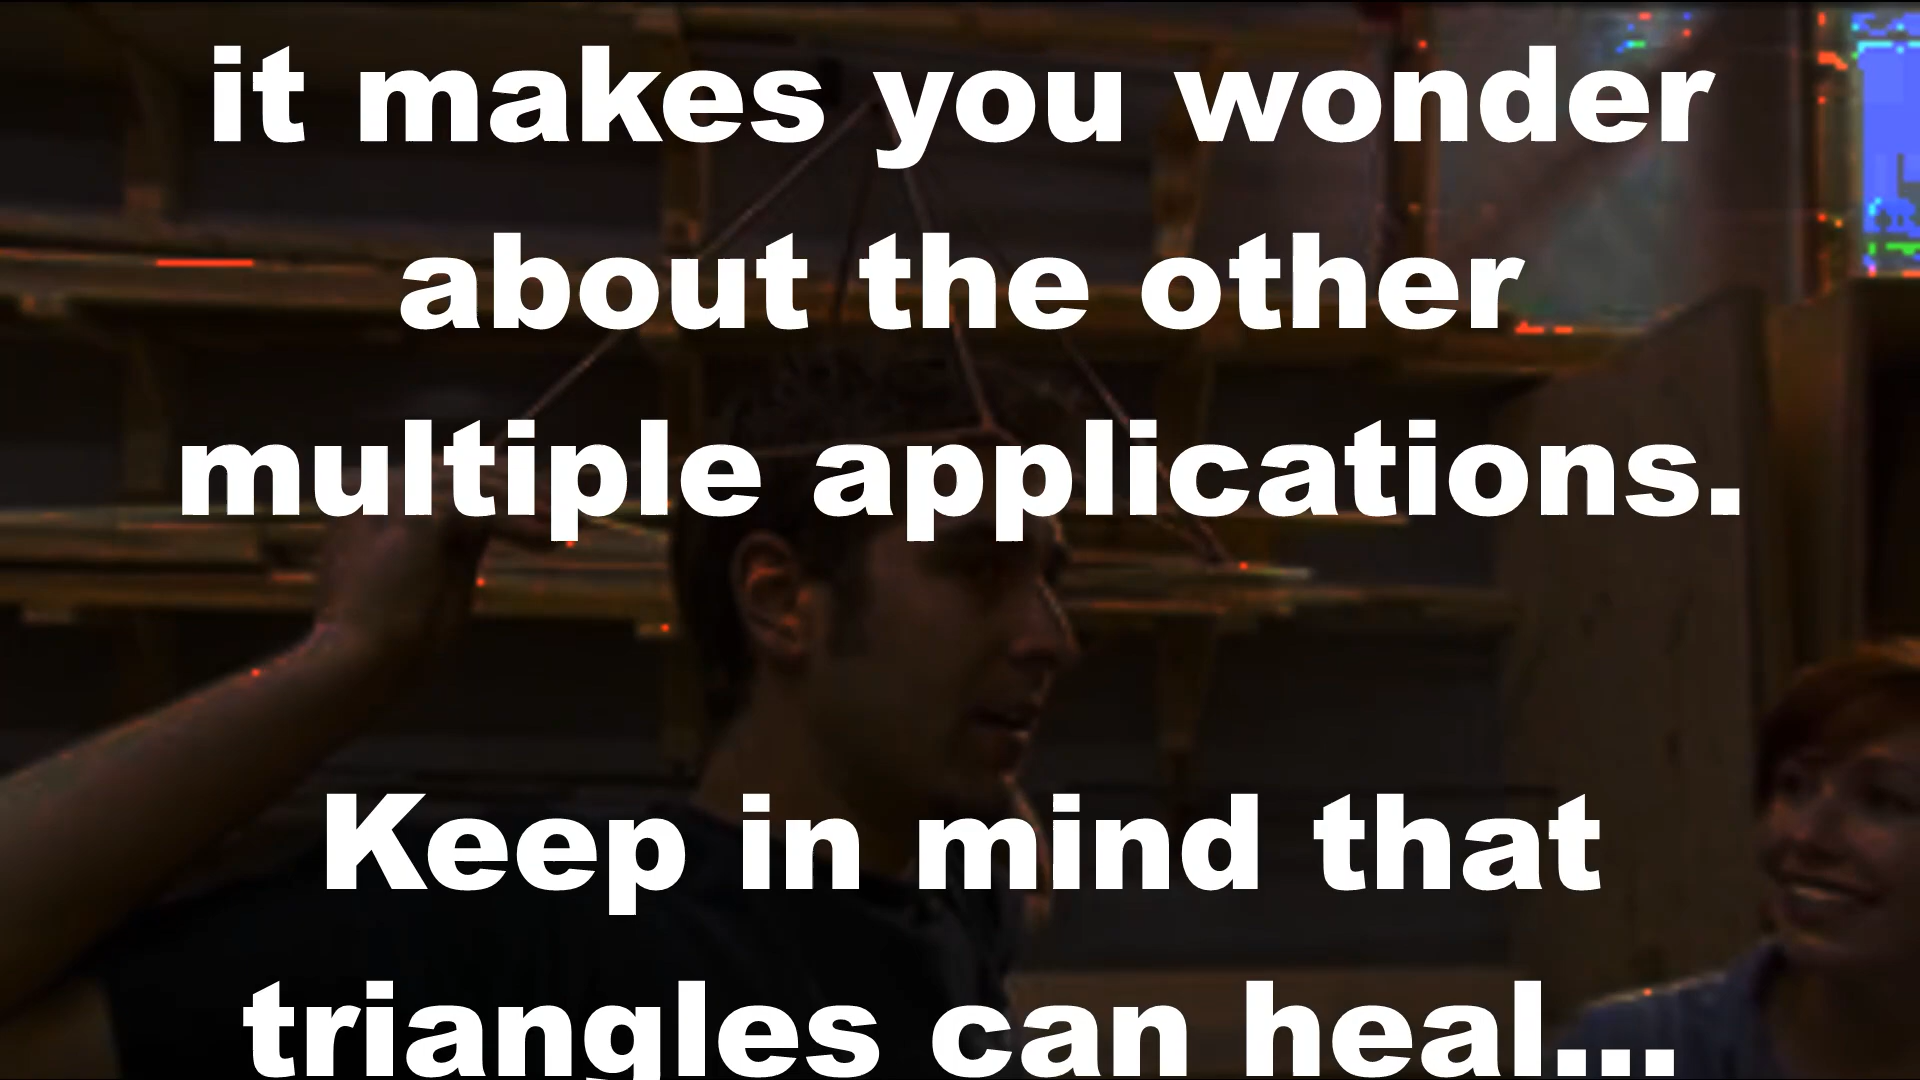 it makes you wonder
about the other
multiple applications.
Keep in mind that
triangles can heal...